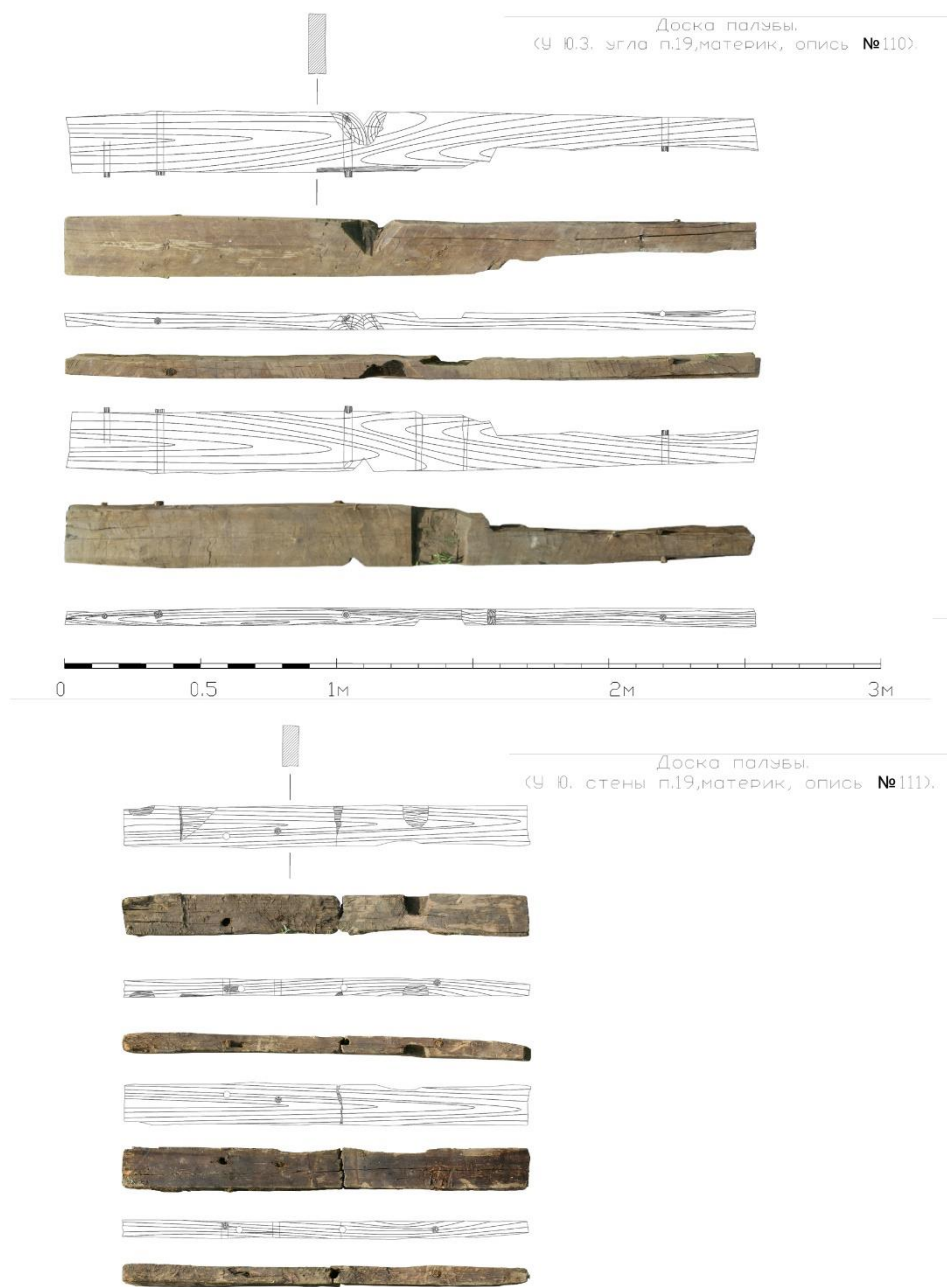 Доска палубы.
(У Ю.З. угла п.19,материк, опись №110).
0 0.5 1м 2м 3м
Доска палубы.
(У Ю. стены п.19,материк, опись №111).